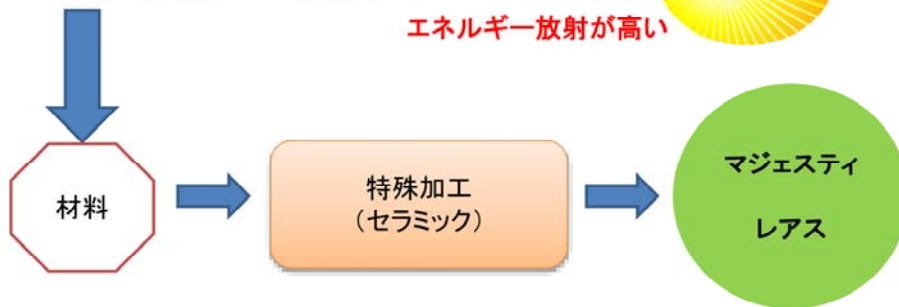 エネルギー放射が高い
材料
特殊加工
（セラミック）
マジェスティ
レアス